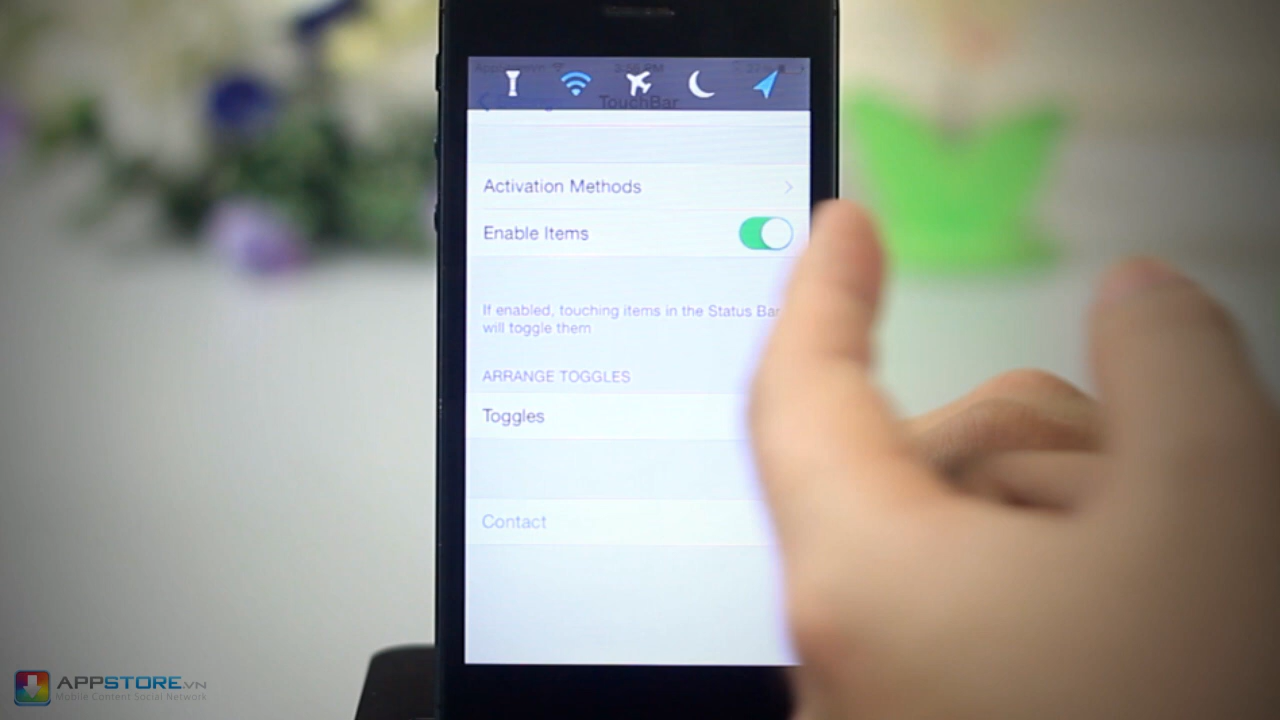 TouchBar
Activation Methods
Enable Items
If enabled, touching items in the Status Bar
will toggle them
ARRANGE TOGGLES
Toggles
Contact
APPSTORE.VN
Mobile Content Social Network